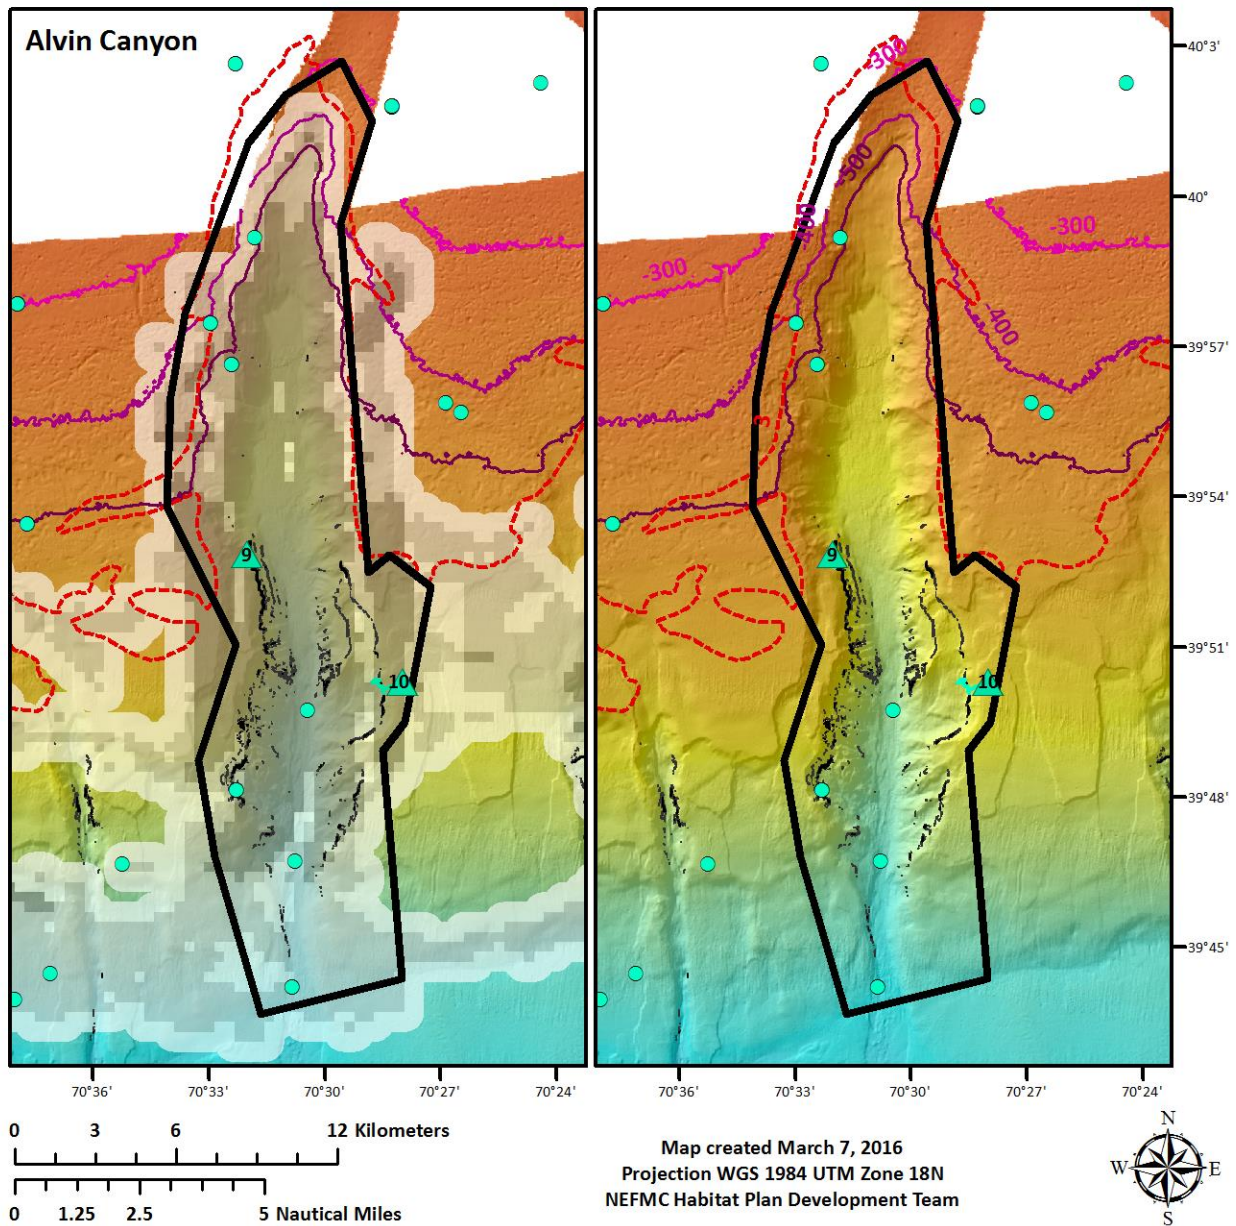 Alvin Canyon
9
10
-300
-500
-400
-300
-300
-400
3
9
10
40°3'
40°
39°57'
39°54'
39°51'
39°48'
39°45'
70°36' 70°33' 70°30' 70°27' 70°24'
70°36' 70°33' 70°30' 70°27' 70°24'
0 3 6 12 Kilometers
0 1.25 2.5 5 Nautical Miles
Map created March 7, 2016
Projection WGS 1984 UTM Zone 18N
NEFMC Habitat Plan Development Team
N
W E
S